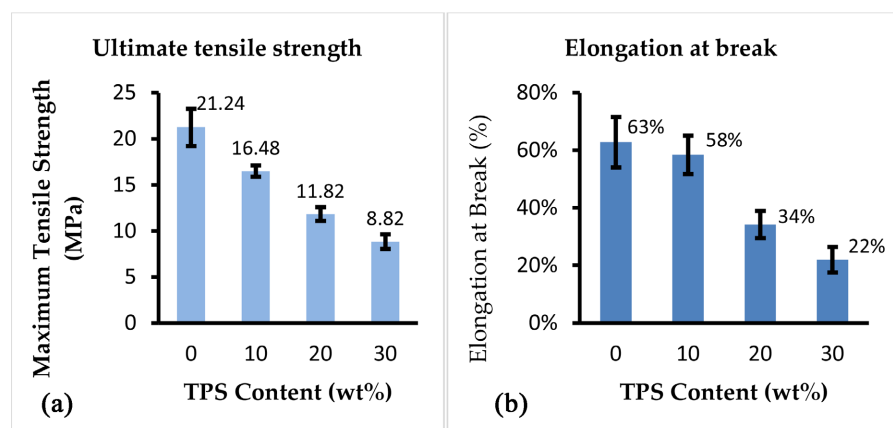 Ultimate tensile strength
Maximum Tensile Strength
(MPa)
25
20
15
10
5
0
21.24
16.48
11.82
8.82
0 10 20 30
TPS Content (wt%)
(a)
Elongation at break
Elongation at Break (%)
80%
60%
40%
20%
0%
63%
58%
34%
22%
0 10 20 30
TPS Content (wt%)
(b)